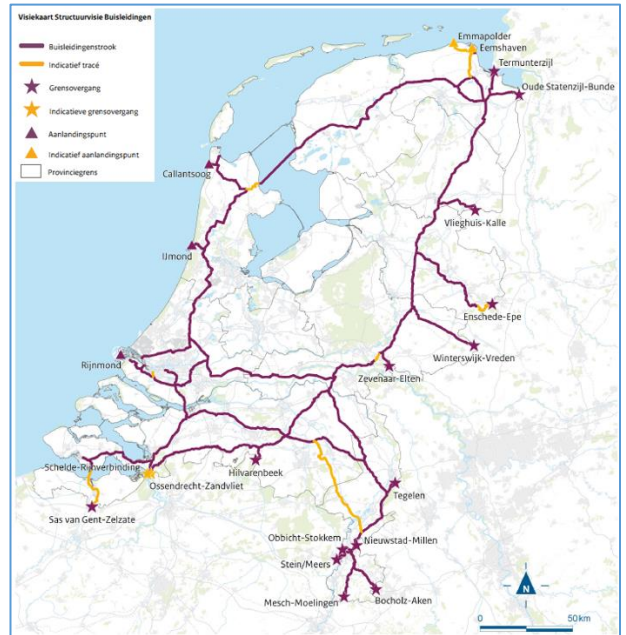 Visiekaart Structuurvisie Buisleidingen
Buisleidingenstrook
Indicatief tracé
Grensovergang
Indicatieve grensovergang
Aanlandingspunt
Indicatief aanlandingspunt
Provinciegrens
Emmapolder
Eemshaven
Termunterzijl
Oude Statenzijl-Bunde
Callantsoog
Vlieghuis-Kalle
IJmond
Enschede-Epe
Winterswijk-Vreden
Rijnmond
Zevenaar-Elten
Schelde-Rijnverbinding
Ossendrecht-Zandvliet
Hilvarenbeek
Tegelen
Sas van Gent-Zelzate
Obbicht-Stokkem
Nieuwstad-Millen
Stein/Meers
Mesch-Moelingen
Bocholz-Aken
N
0 50km